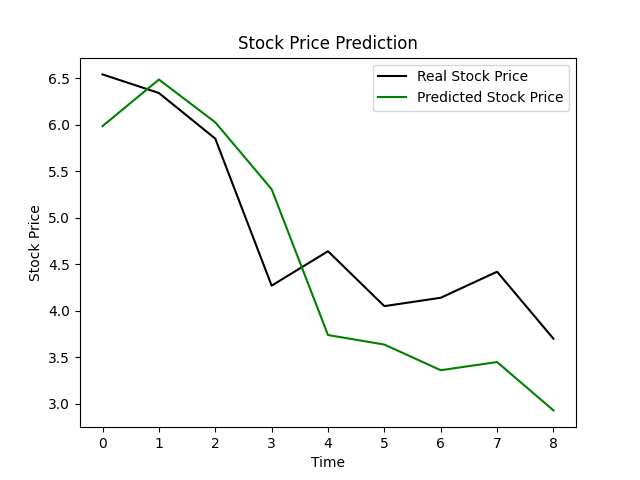 Stock Price Prediction
Real Stock Price
Predicted Stock Price
Stock Price
6.5
6.0
5.5
5.0
4.5
4.0
3.5
3.0
0 1 2 3 4 5 6 7 8
Time